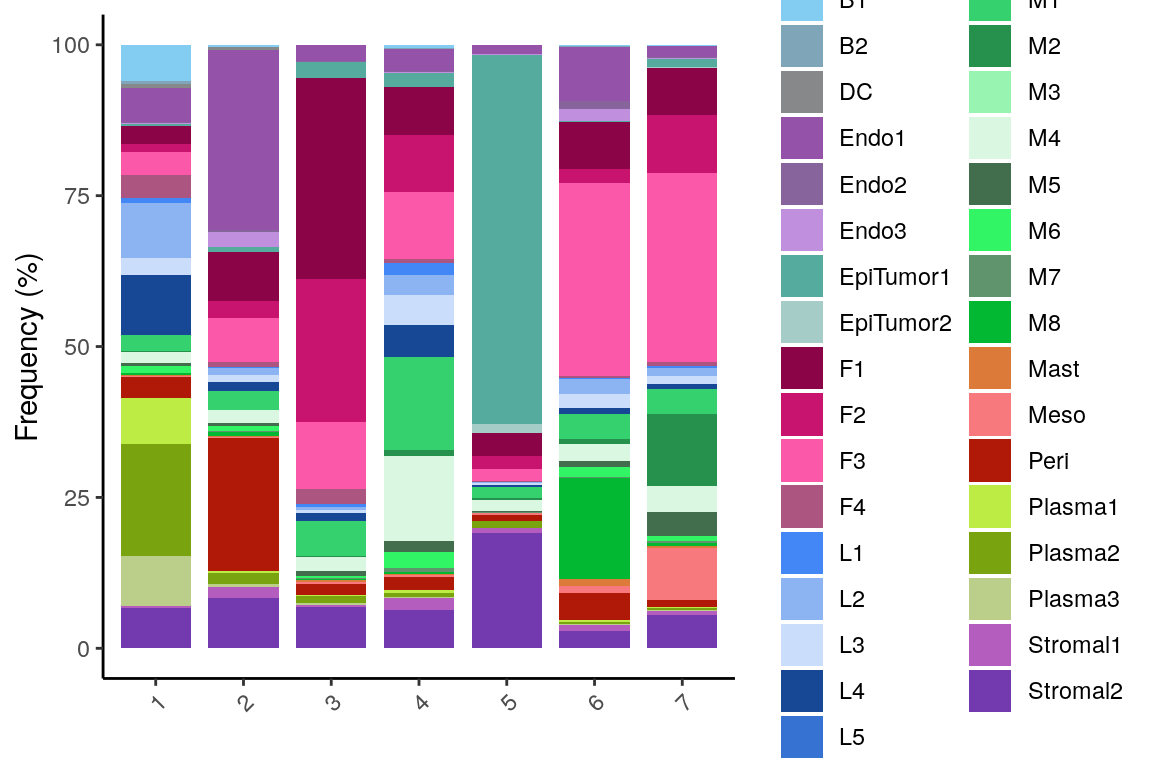 Frequency (%)
100
75
50
25
0
1 2 3 4 5 6 7
B1
B2
DC
Endo1
Endo2
Endo3
EpiTumor1
EpiTumor2
F1
F2
F3
F4
L1
L2
L3
L4
L5
M1
M2
M3
M4
M5
M6
M7
M8
Mast
Meso
Peri
Plasma1
Plasma2
Plasma3
Stromal1
Stromal2